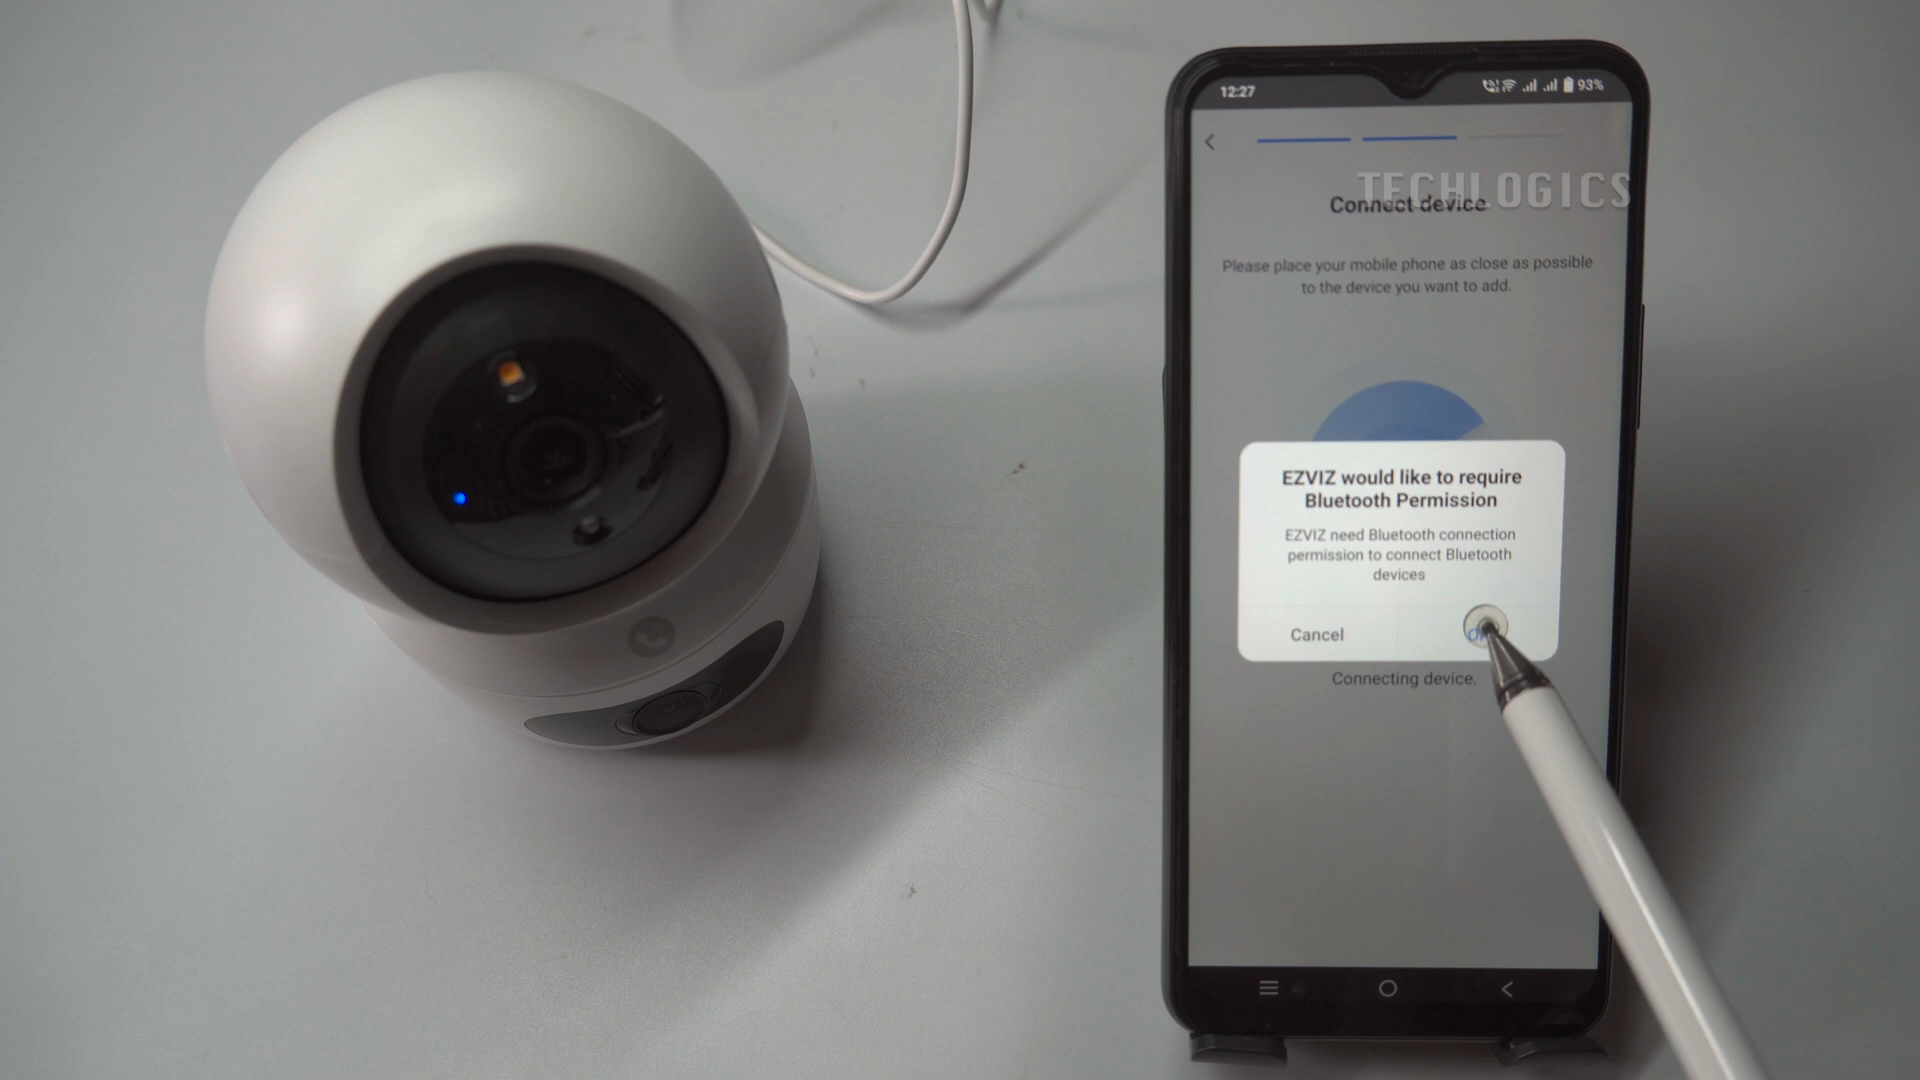 12:27
93%
TECHLOGICS
Connect device
Please place your mobile phone as close as possible
to the device you want to add.
EZVIZ would like to require
Bluetooth Permission
EZVIZ need Bluetooth connection
permission to connect Bluetooth
devices
Cancel
Connecting device.